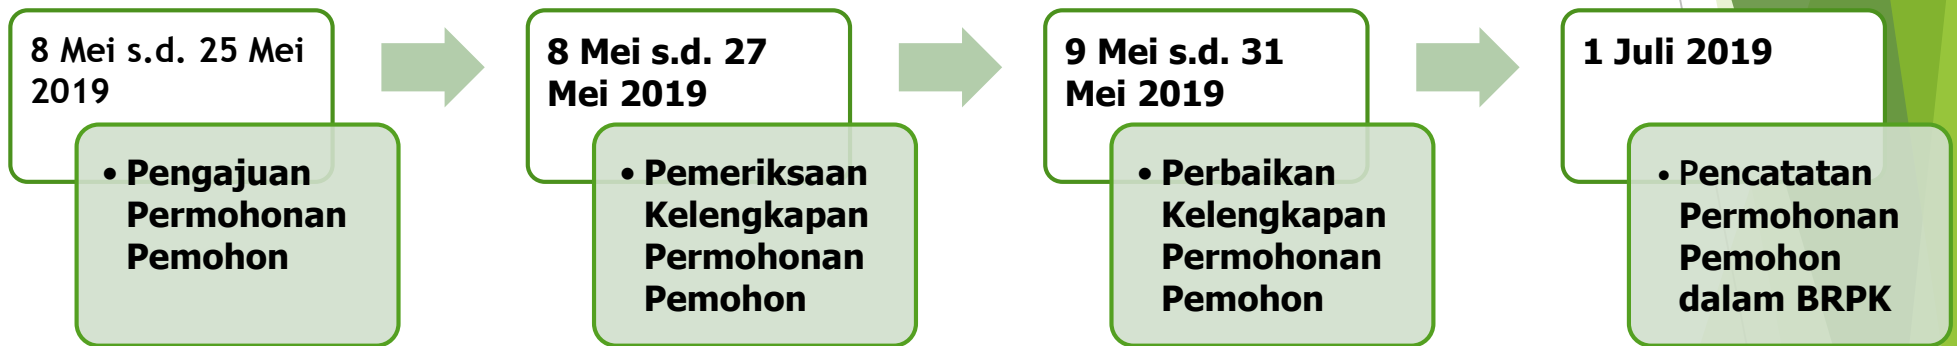 8 Mei s.d. 25 Mei
2019
• Pengajuan
Permohonan
Pemohon
8 Mei s.d. 27
Mei 2019
• Pemeriksaan
Kelengkapan
Permohonan
Pemohon
9 Mei s.d. 31
Mei 2019
• Perbaikan
Kelengkapan
Permohonan
Pemohon
1 Juli 2019
• Pencatatan
Permohonan
Pemohon
dalam BRPK